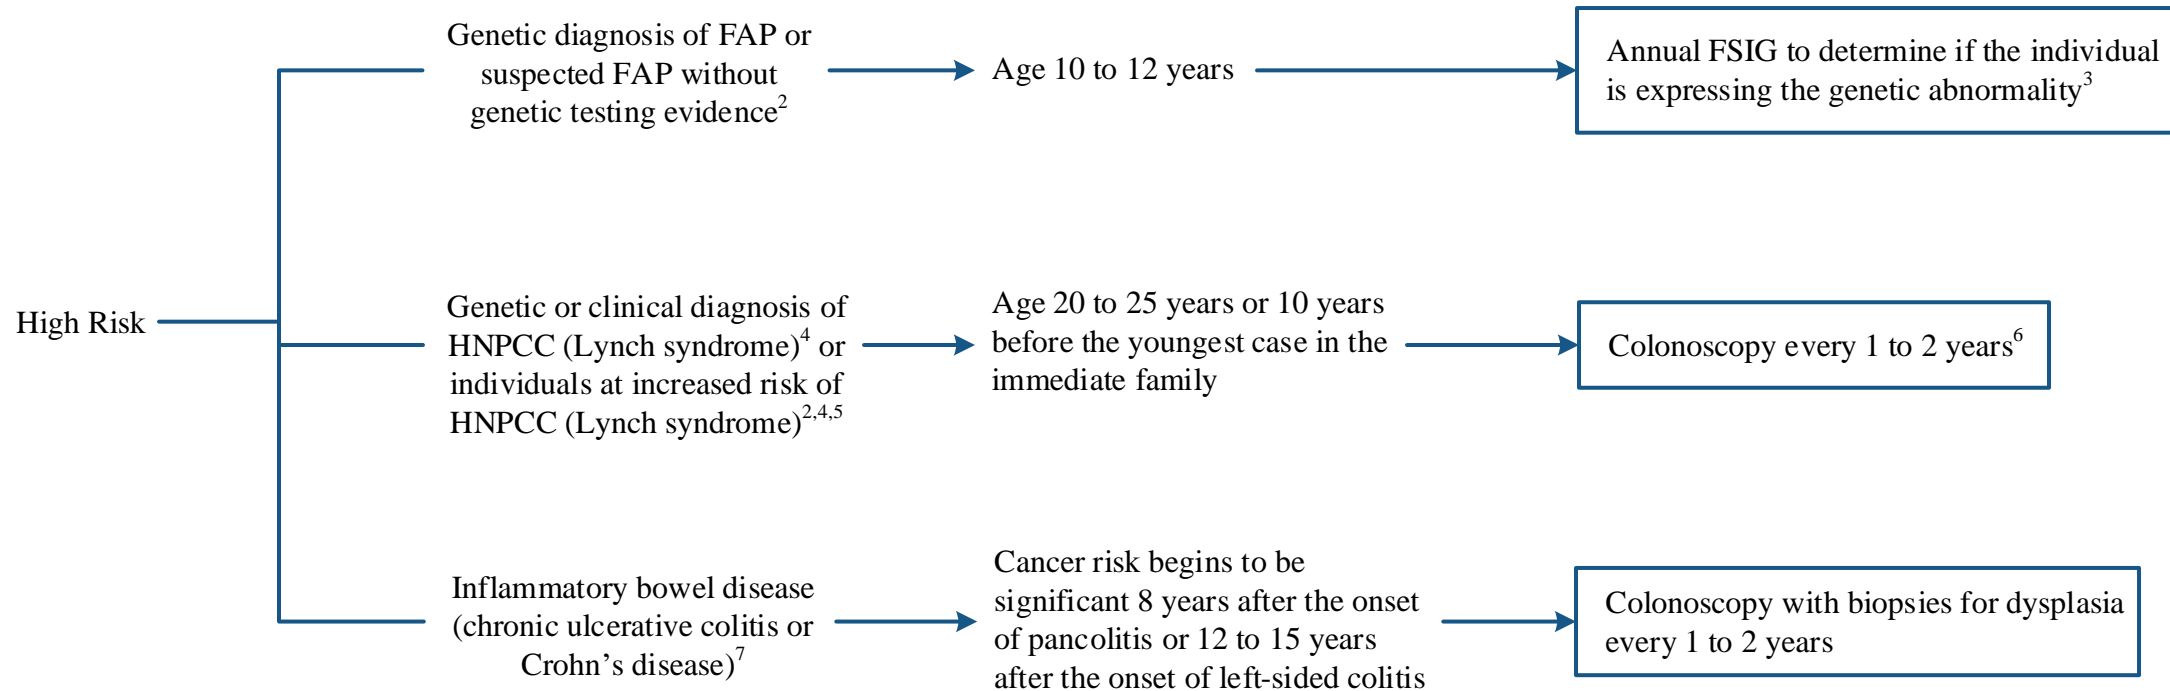 High Risk
Genetic diagnosis of FAP or
suspected FAP without
genetic testing evidence2
Age 10 to 12 years
Annual FSIG to determine if the individual
is expressing the genetic abnormality3
Genetic or clinical diagnosis of
HNPCC (Lynch syndrome)4 or
individuals at increased risk of
HNPCC (Lynch syndrome)2,4,5
Age 20 to 25 years or 10 years
before the youngest case in the
immediate family
Colonoscopy every 1 to 2 years6
Inflammatory bowel disease
(chronic ulcerative colitis or
Crohn’s disease)7
Cancer risk begins to be
significant 8 years after the onset
of pancolitis or 12 to 15 years
after the onset of left-sided colitis
Colonoscopy with biopsies for dysplasia
every 1 to 2 years